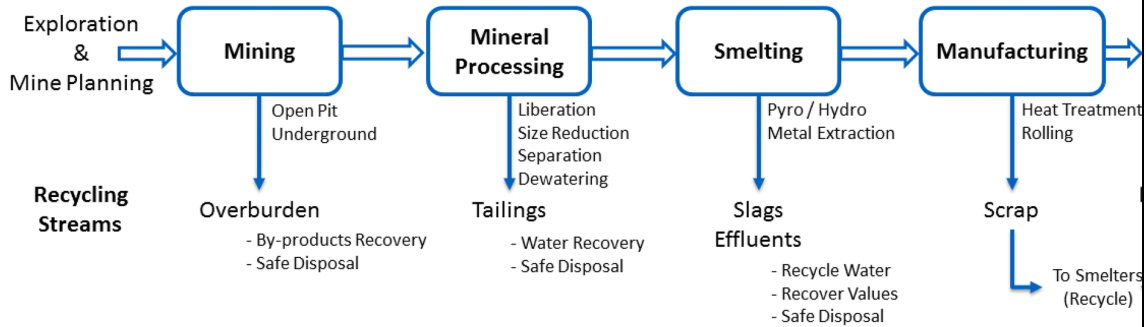 Exploration
&
Mine Planning
Mining
Mineral
Processing
Smelting
Manufacturing
Open Pit
Underground
Liberation
Size Reduction
Separation
Dewatering
Pyro / Hydro
Metal Extraction
Heat Treatment
Rolling
Recycling
Streams
Overburden
- By-products Recovery
- Safe Disposal
Tailings
- Water Recovery
- Safe Disposal
Slags
Effluents
- Recycle Water
- Recover Values
- Safe Disposal
Scrap
To Smelters
(Recycle)